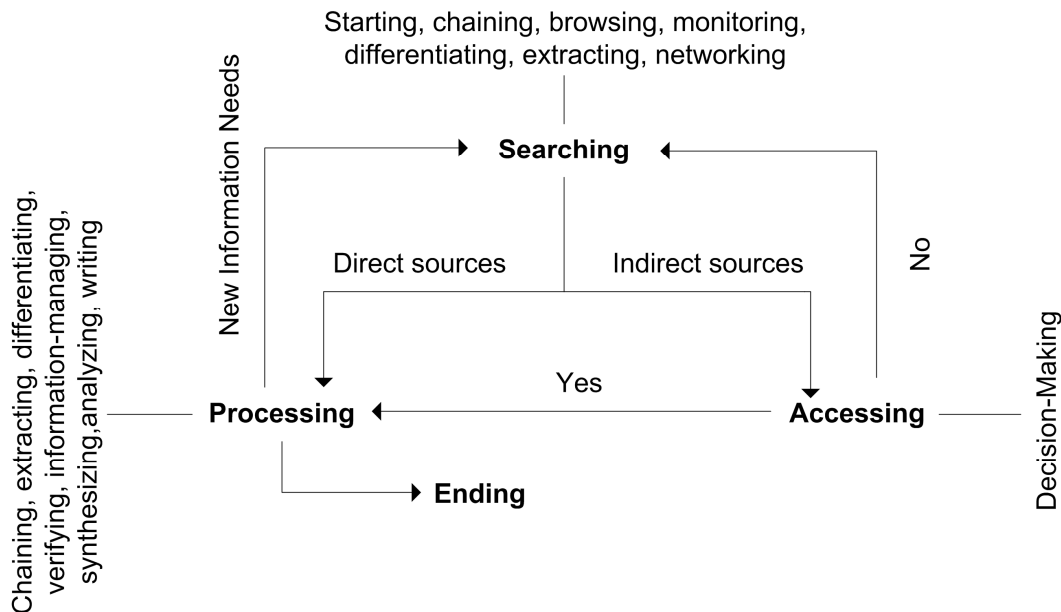 Starting, chaining, browsing, monitoring,
differentiating, extracting, networking
New Information Needs
Searching
Direct sources
Indirect sources
No
Yes
Chaining, extracting, differentiating,
verifying, information-managing,
synthesizing,analyzing, writing
Processing
Accessing
Decision-Making
Ending